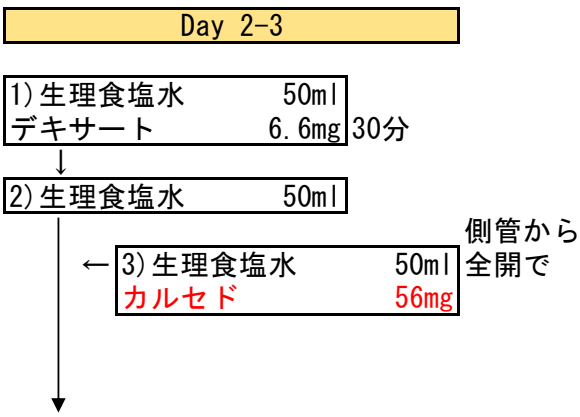 Day 2-3
1)生理食塩水 50ml
デキサート 6.6mg 30分
↓
2)生理食塩水 50ml
側管から
← 3)生理食塩水 50ml 全開で
カルセド 56mg